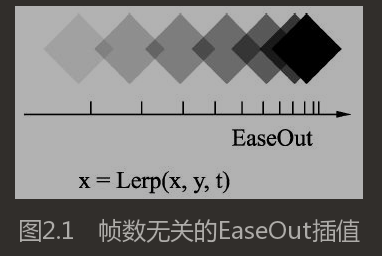 EaseOut
x = Lerp(x, y, t)
图2.1 帧数无关的EaseOut插值